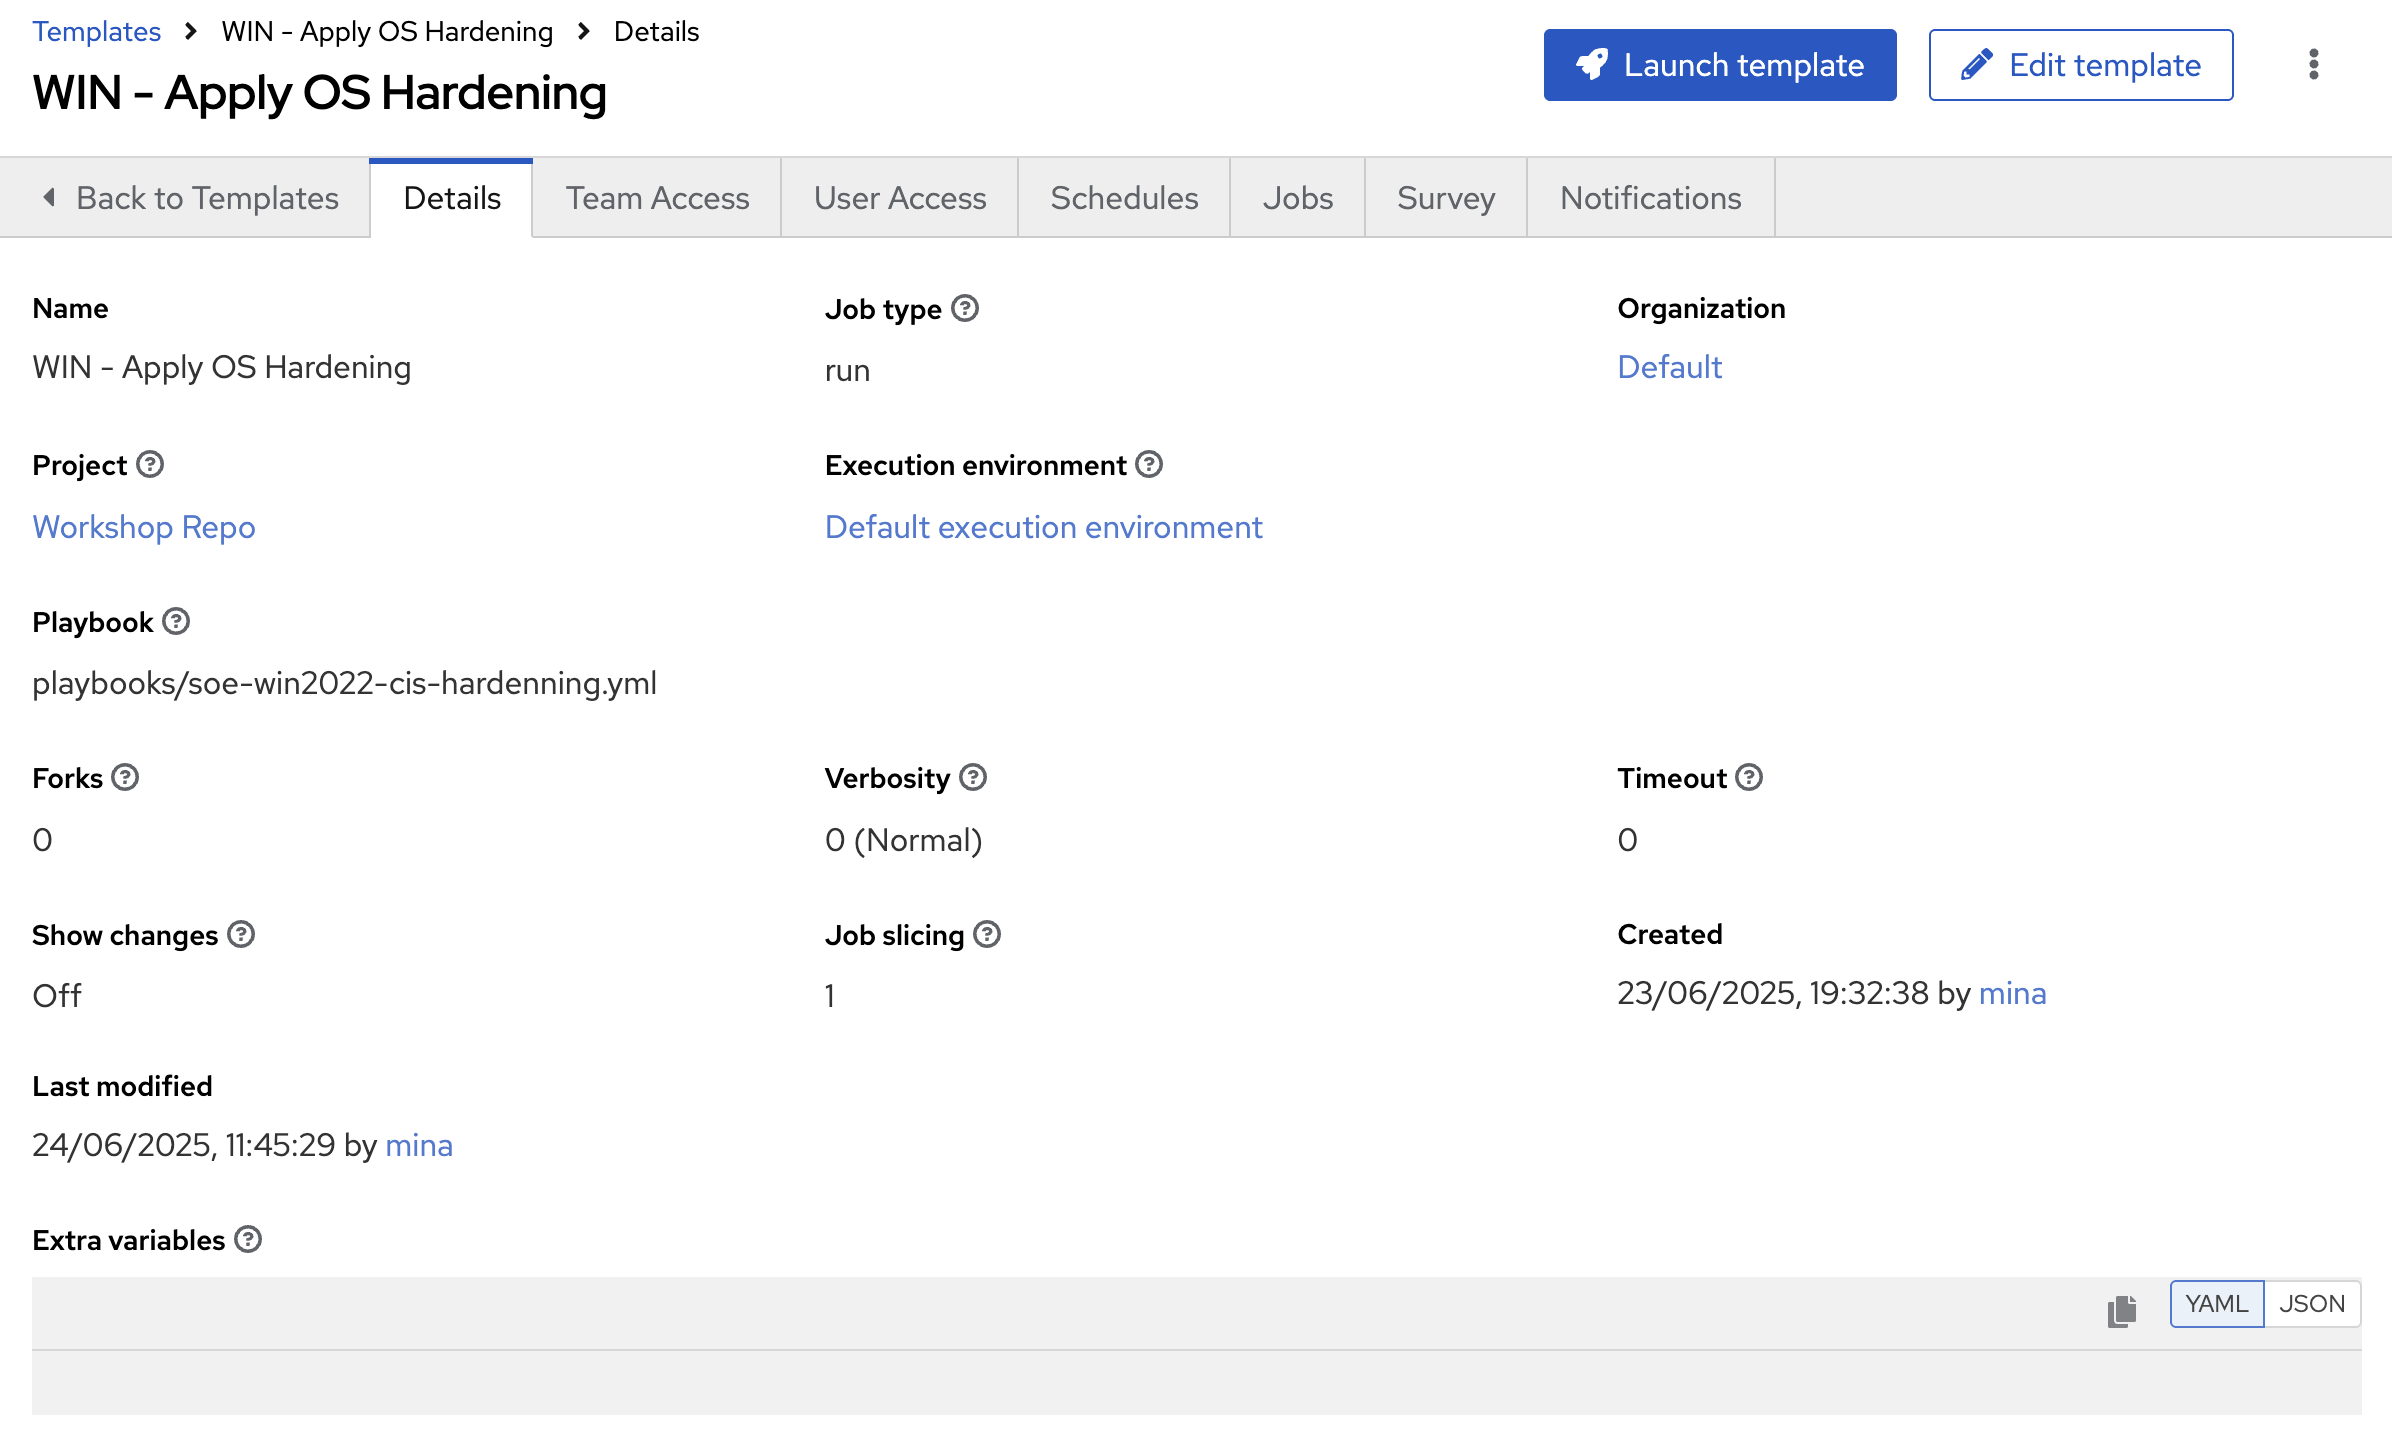 Templates > WIN - Apply OS Hardening > Details
WIN - Apply OS Hardening
Launch template
Edit template
Back to Templates
Details
Team Access
User Access
Schedules
Jobs
Survey
Notifications
Name
WIN - Apply OS Hardening
Job type
run
Organization
Default
Project
Workshop Repo
Execution environment
Default execution environment
Playbook
playbooks/soe-win2022-cis-hardenning.yml
Forks
0
Verbosity
0 (Normal)
Timeout
0
Show changes
Off
Job slicing
1
Created
23/06/2025, 19:32:38 by mina
Last modified
24/06/2025, 11:45:29 by mina
Extra variables
YAML
JSON